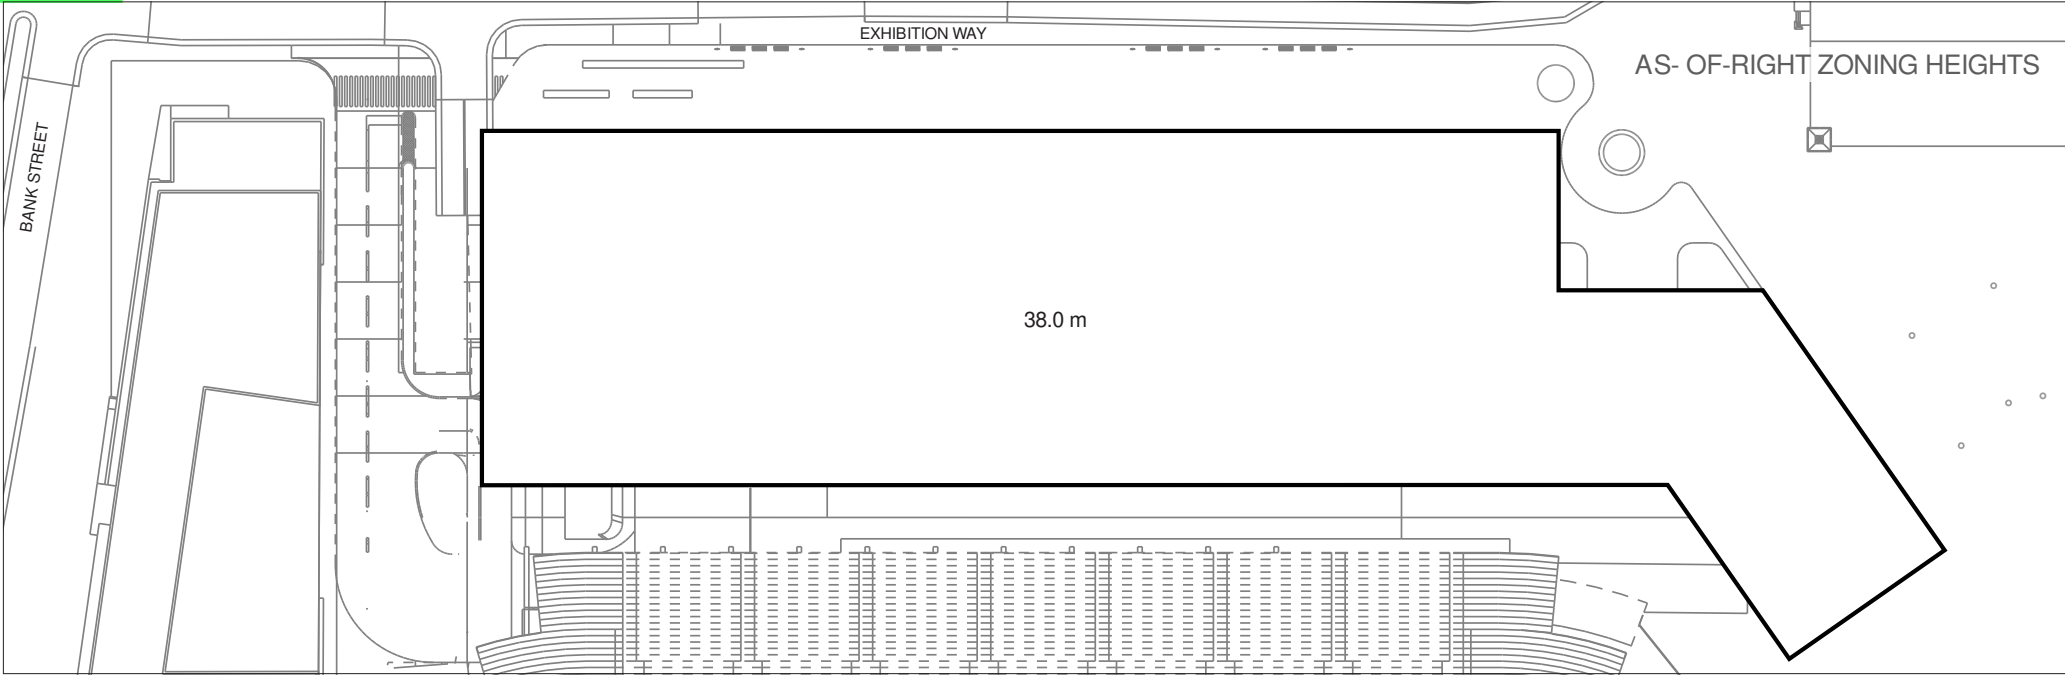 EXHIBITION WAY
AS- OF-RIGHT ZONING HEIGHTS
BANK STREET
38.0 m